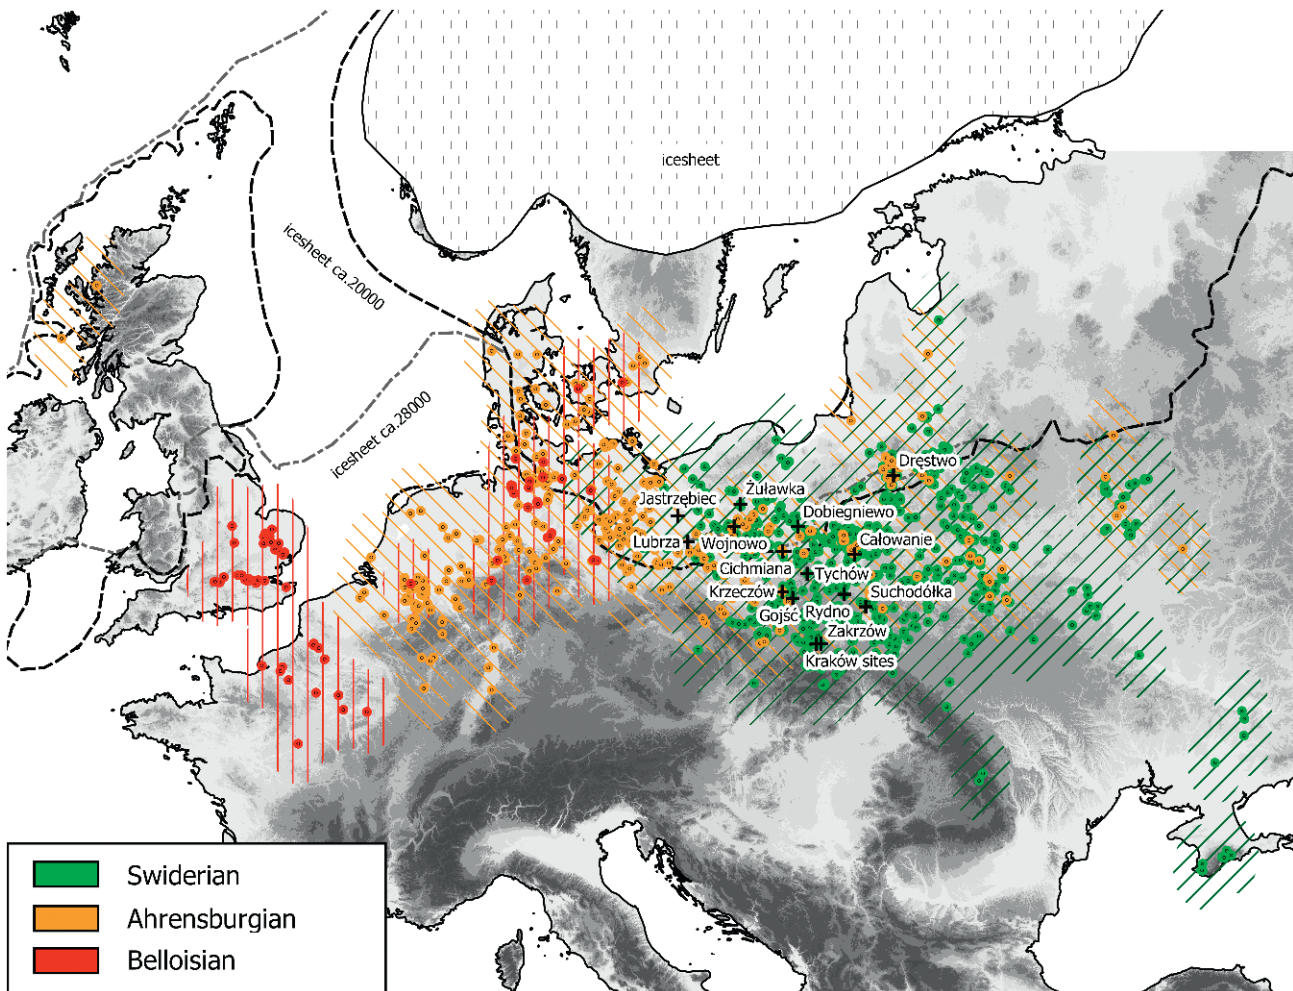 icesheet
icesheet ca.20000
icesheet ca.28000
Dręstwo
Jastrzębiec
Żuławka
Dobiegniewo
Lubrza
Wojnowo
Całowanie
Cichmiana
Tychów
Krzeczów
Suchodółka
Gojść
Rydno
Zakrzów
Kraków sites
Swiderian
Ahrensburgian
Belloisian